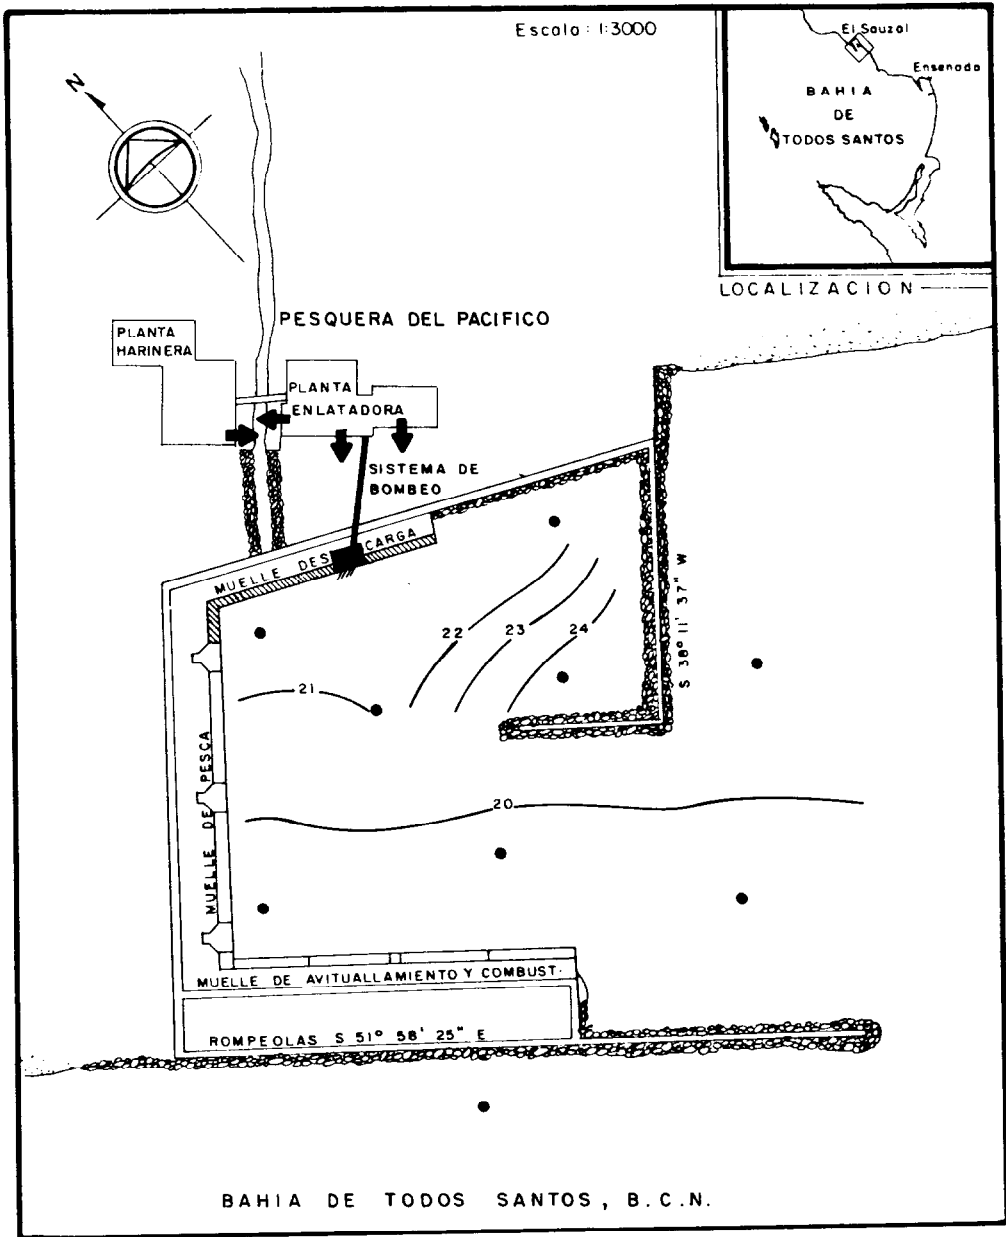 Escala : 1:3000
El Sauzal
Ensenada
BAHIA
DE
TODOS SANTOS
LOCALIZACION
N
PESQUERA DEL PACIFICO
PLANTA
HARINERA
PLANTA
ENLATADORA
SISTEMA DE
BOMBEO
MUELLE DESCARGA
S 38° 11' 37" W
22
23
24
21
MUELLE DE PESCA
20
MUELLE DE AVITUALLAMIENTO Y COMBUST.
ROMPEOLAS S 51° 58' 25" E
BAHIA DE TODOS SANTOS, B.C.N.